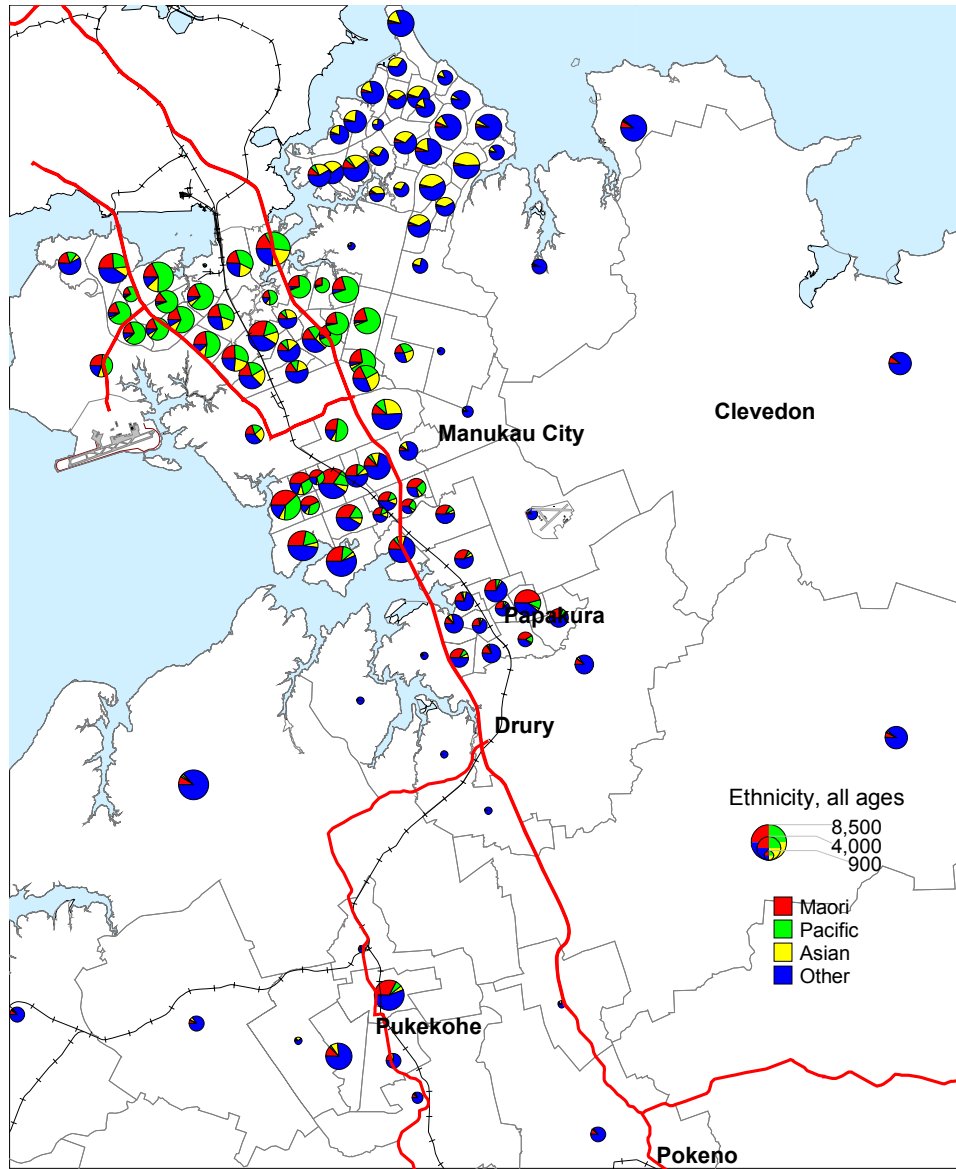 Clevedon
Manukau City
Papakura
Drury
Ethnicity, all ages
8,500
4,000
900
Maori
Pacific
Asian
Other
Pukekohe
Pokeno